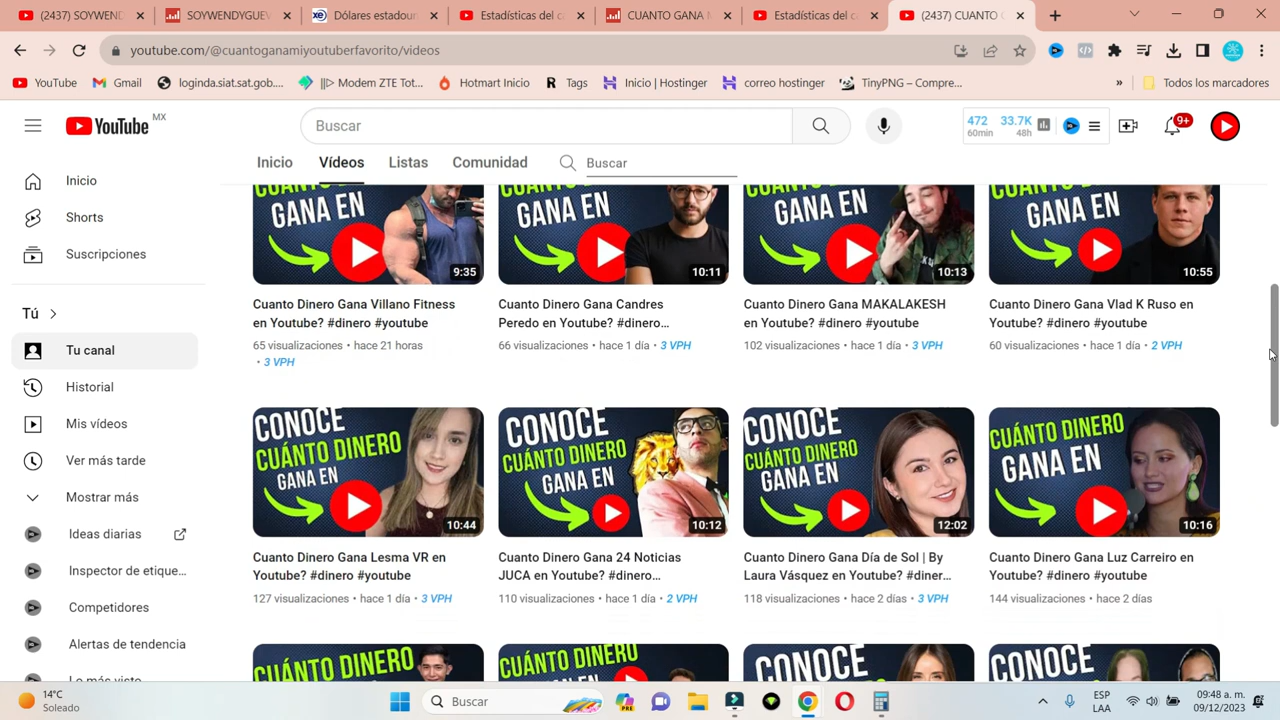 (2437) SOYWEND
SOYWENDYGUEV
Dólares estadour
Estadísticas del c
CUANTO GANA M
Estadísticas del c
(2437) CUANTO G
youtube.com/@cuantoganamiyoutuberfavorito/videos
YouTube
Gmail
loginda.siat.sat.gob....
||▷ Modem ZTE Tot...
Hotmart Inicio
R Tags
Inicio | Hostinger
correo hostinger
TinyPNG – Compre...
»
Todos los marcadores
YouTube MX
Buscar
472 33.7K
60min 48h
9+
Inicio
Vídeos
Listas
Comunidad
Buscar
Inicio
Shorts
Suscripciones
Tú
Tu canal
Historial
Mis vídeos
Ver más tarde
Mostrar más
Ideas diarias
Inspector de etique...
Competidores
Alertas de tendencia
Lo más visto
CUÁNTO DINERO
GANA EN
9:35
CUÁNTO DINERO
GANA EN
10:11
CUÁNTO DINERO
GANA EN
10:13
CUÁNTO DINERO
GANA EN
10:55
Cuanto Dinero Gana Villano Fitness
en Youtube? #dinero #youtube
65 visualizaciones • hace 21 horas
• 3 VPH
Cuanto Dinero Gana Candres
Peredo en Youtube? #dinero...
66 visualizaciones • hace 1 día • 3 VPH
Cuanto Dinero Gana MAKALAKESH
en Youtube? #dinero #youtube
102 visualizaciones • hace 1 día • 3 VPH
Cuanto Dinero Gana Vlad K Ruso en
Youtube? #dinero #youtube
60 visualizaciones • hace 1 día • 2 VPH
CONOCE
CUÁNTO DINERO
GANA EN
10:44
CONOCE
CUÁNTO DINERO
GANA EN
10:12
CONOCE
CUÁNTO DINERO
GANA EN
12:02
CUÁNTO DINERO
GANA EN
10:16
Cuanto Dinero Gana Lesma VR en
Youtube? #dinero #youtube
127 visualizaciones • hace 1 día • 3 VPH
Cuanto Dinero Gana 24 Noticias
JUCA en Youtube? #dinero...
110 visualizaciones • hace 1 día • 2 VPH
Cuanto Dinero Gana Día de Sol | By
Laura Vásquez en Youtube? #diner...
118 visualizaciones • hace 2 días • 3 VPH
Cuanto Dinero Gana Luz Carreiro en
Youtube? #dinero #youtube
144 visualizaciones • hace 2 días
CUÁNTO DINERO
CUÁNTO DINERO
CONOCE
CONOCE
14°C
Soleado
Buscar
ESP
LAA
09:48 a. m.
09/12/2023